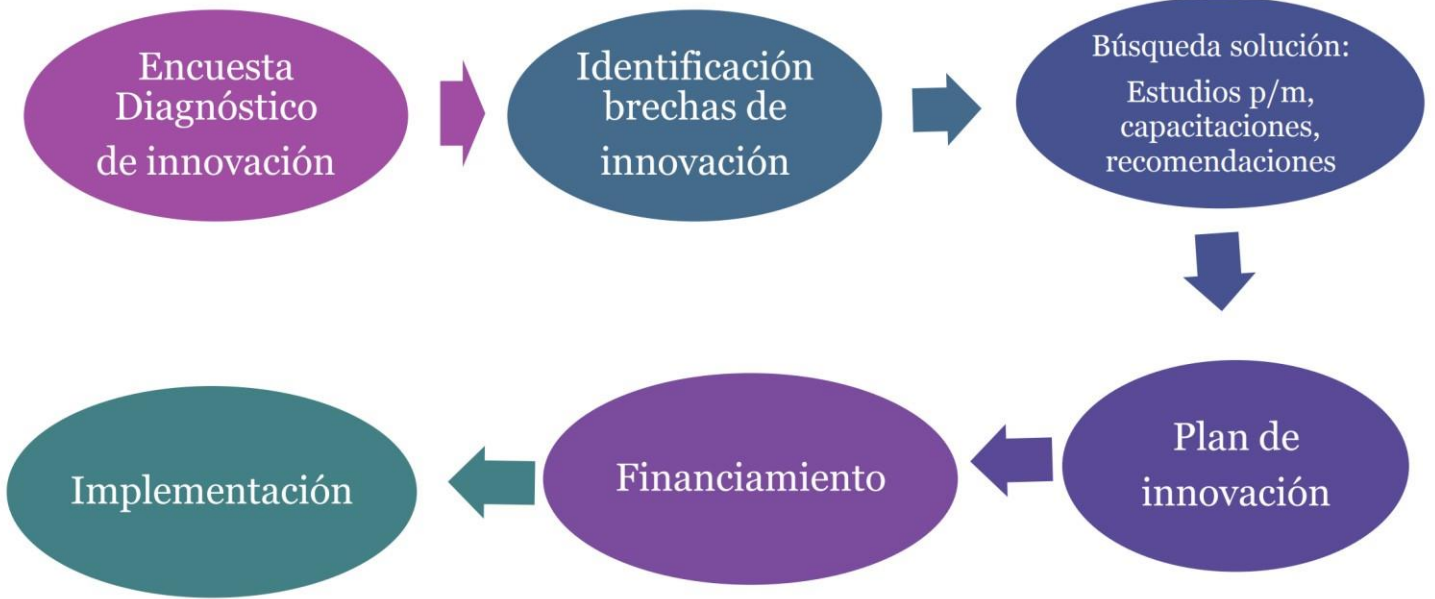 Encuesta
Diagnóstico
de innovación
Identificación
brechas de
innovación
Búsqueda solución:
Estudios p/m,
capacitaciones,
recomendaciones
Plan de
innovación
Financiamiento
Implementación